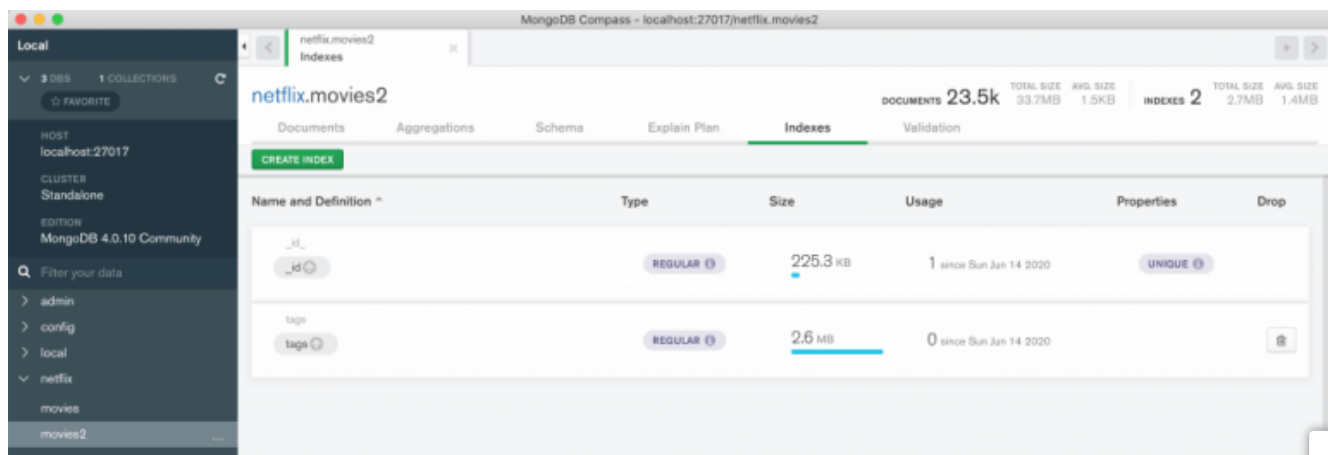 MongoDB Compass - localhost:27017/netflix.movies2
Local
3 DBS 1 COLLECTIONS
☆ FAVORITE
HOST
localhost:27017
CLUSTER
Standalone
EDITION
MongoDB 4.0.10 Community
Filter your data
admin
config
local
netflix
movies
movies2 ...
netflix.movies2
Indexes
netflix.movies2
DOCUMENTS 23.5k TOTAL SIZE 33.7MB AVG. SIZE 1.5KB INDEXES 2 TOTAL SIZE 2.7MB AVG. SIZE 1.4MB
Documents Aggregations Schema Explain Plan Indexes Validation
CREATE INDEX
Name and Definition Type Size Usage Properties Drop
_id_
_id REGULAR 225.3 KB 1 since Sun Jun 14 2020 UNIQUE
tags
tags REGULAR 2.6 MB 0 since Sun Jun 14 2020